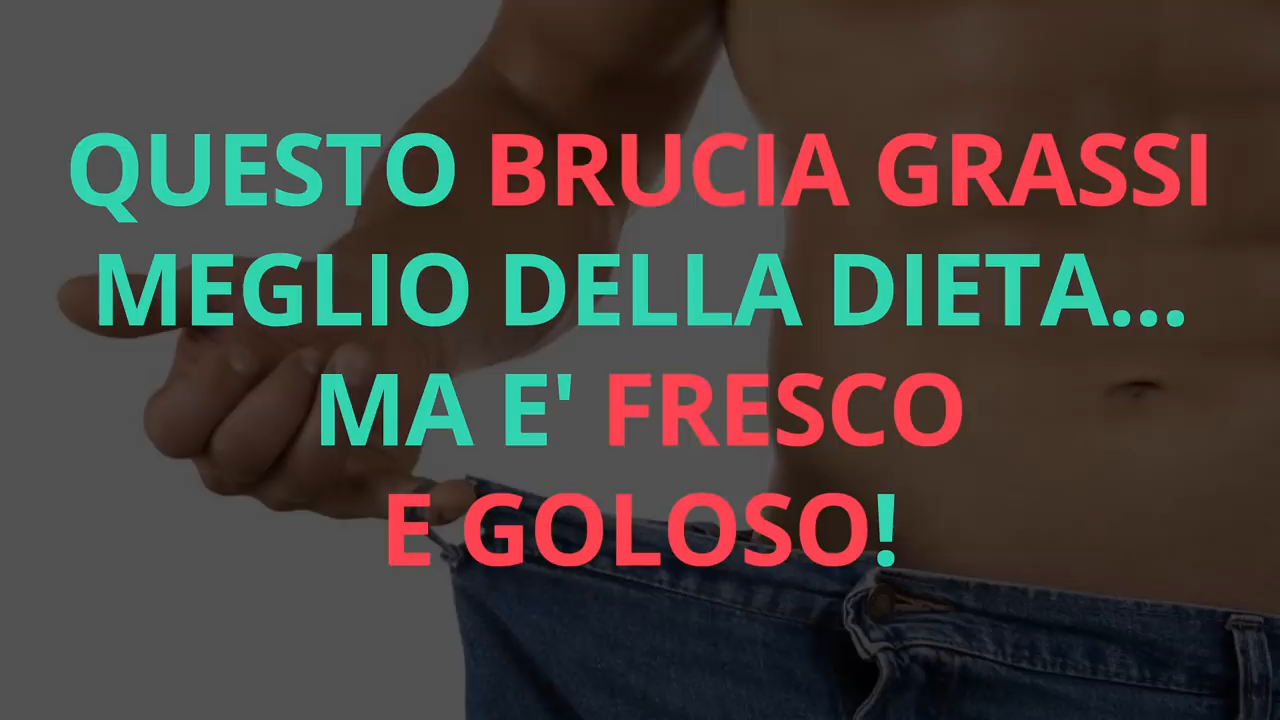 QUESTO BRUCIA GRASSI
MEGLIO DELLA DIETA...
MA E' FRESCO
E GOLOSO!